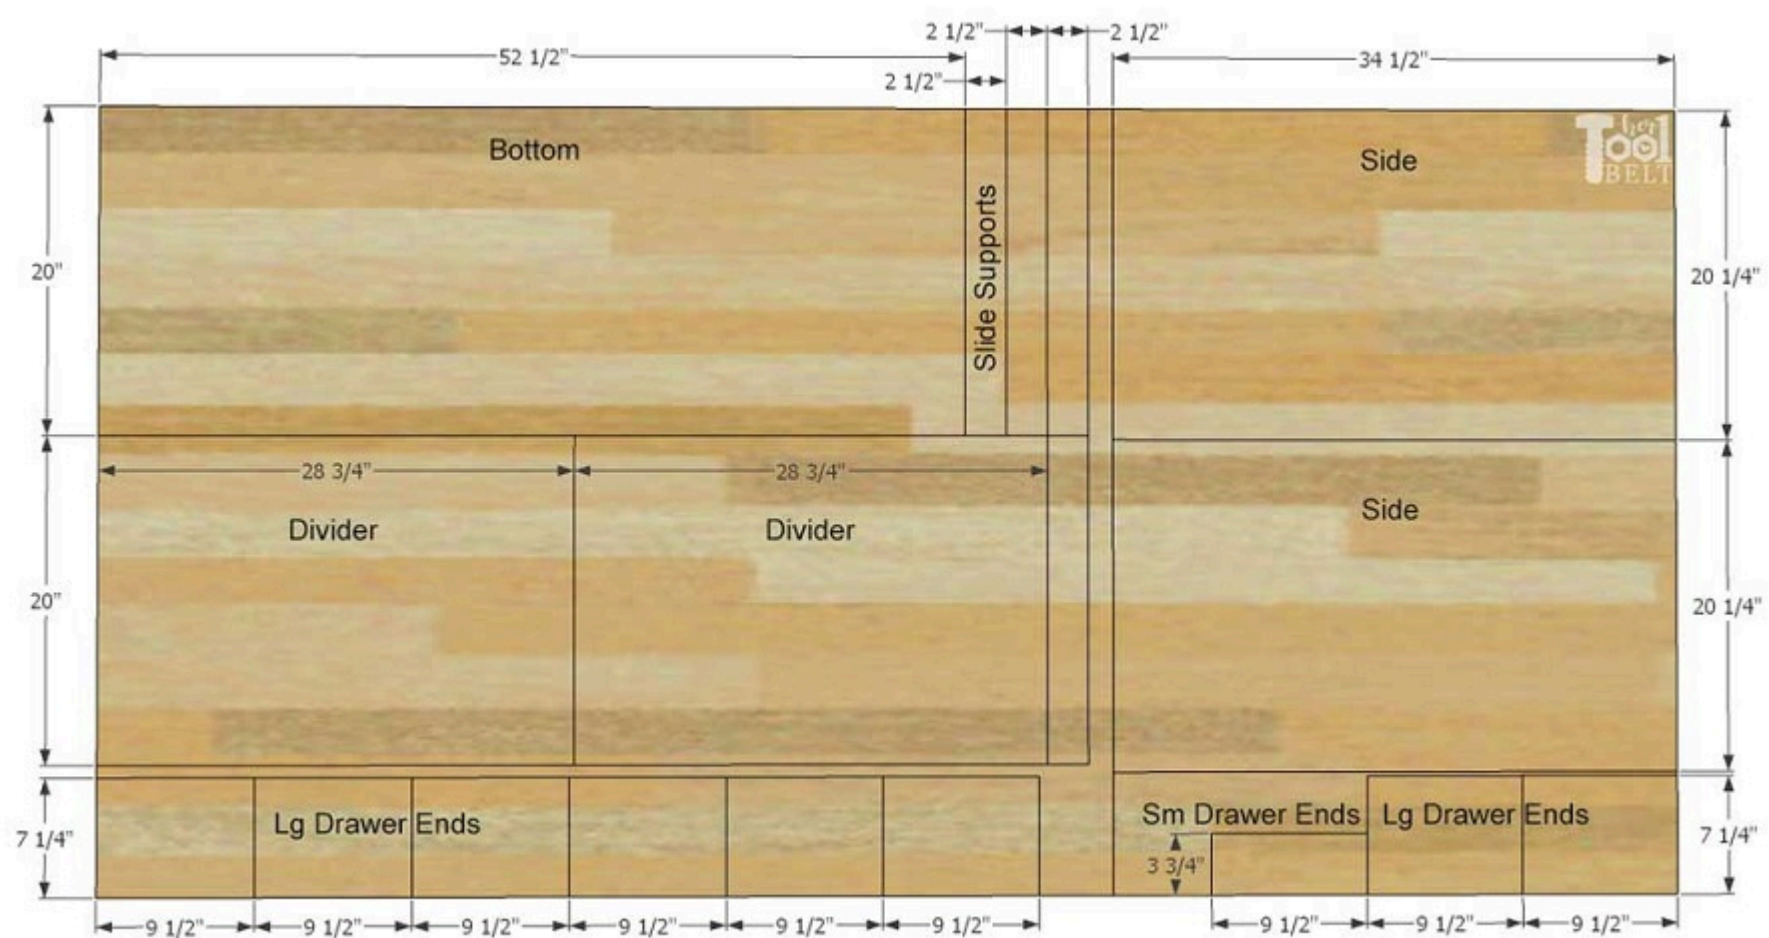 2 1/2"
2 1/2"
52 1/2"
34 1/2"
2 1/2"
Bottom
Side
Her
Tool
BELT
Slide Supports
20"
20 1/4"
28 3/4"
28 3/4"
Divider
Divider
Side
20"
20 1/4"
Lg Drawer Ends
Sm Drawer Ends
Lg Drawer Ends
7 1/4"
3 3/4"
7 1/4"
9 1/2"
9 1/2"
9 1/2"
9 1/2"
9 1/2"
9 1/2"
9 1/2"
9 1/2"
9 1/2"